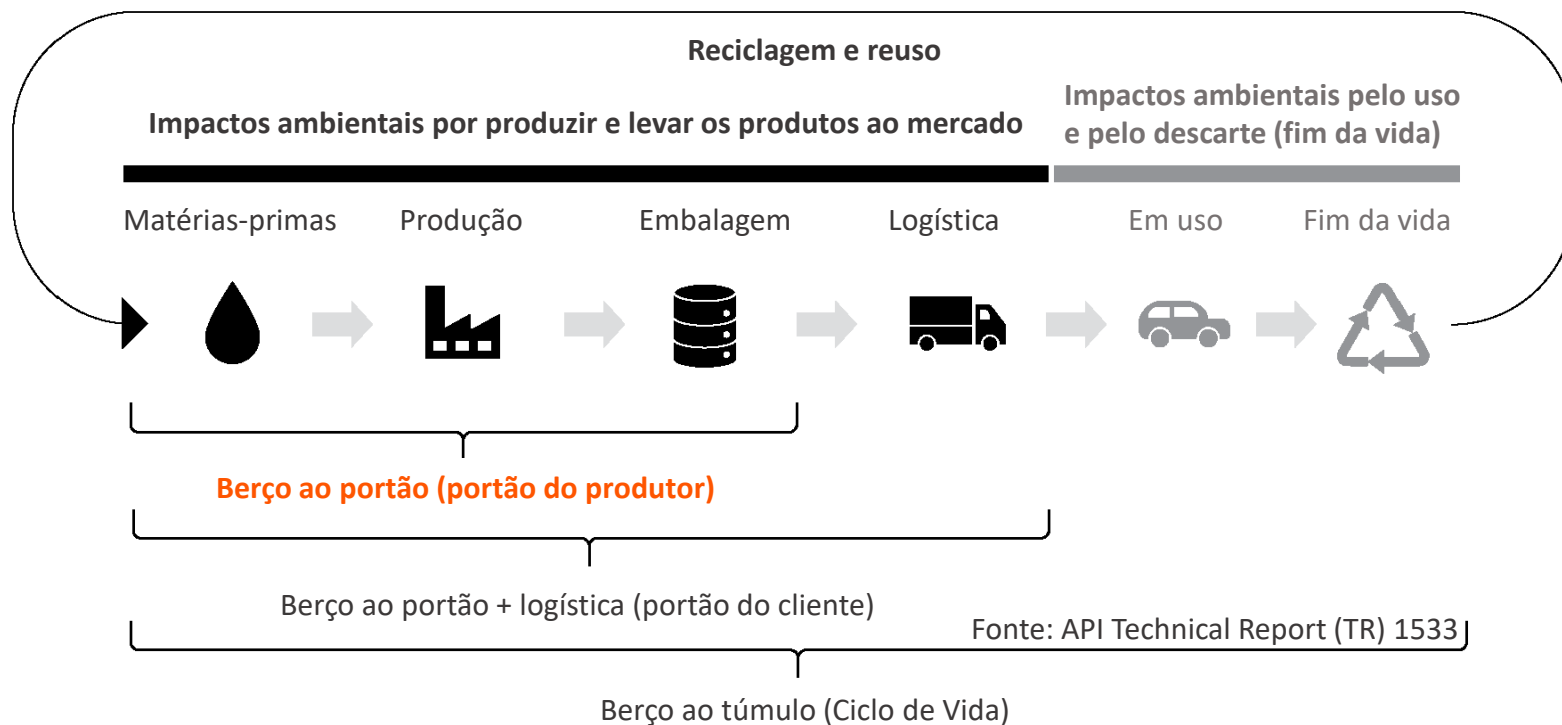 Reciclagem e reuso
Impactos ambientais por produzir e levar os produtos ao mercado
Impactos ambientais pelo uso
e pelo descarte (fim da vida)
Matérias-primas
Produção
Embalagem
Logística
Em uso
Fim da vida
Berço ao portão (portão do produtor)
Berço ao portão + logística (portão do cliente)
Fonte: API Technical Report (TR) 1533
Berço ao túmulo (Ciclo de Vida)